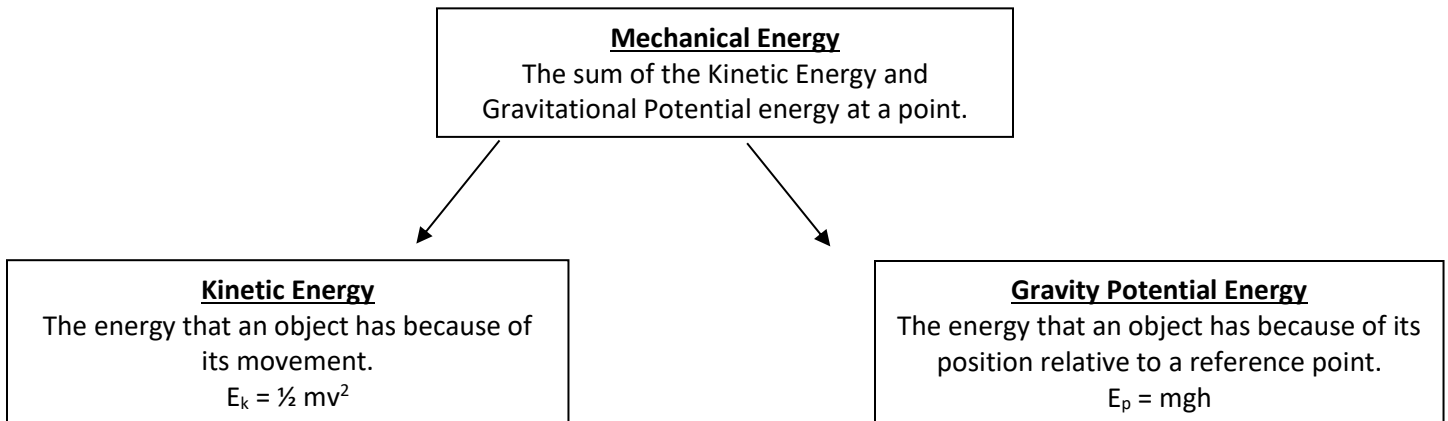 Mechanical Energy
The sum of the Kinetic Energy and
Gravitational Potential energy at a point.
Kinetic Energy
The energy that an object has because of
its movement.
Eₖ = ½ mv²
Gravity Potential Energy
The energy that an object has because of its
position relative to a reference point.
Eₚ = mgh